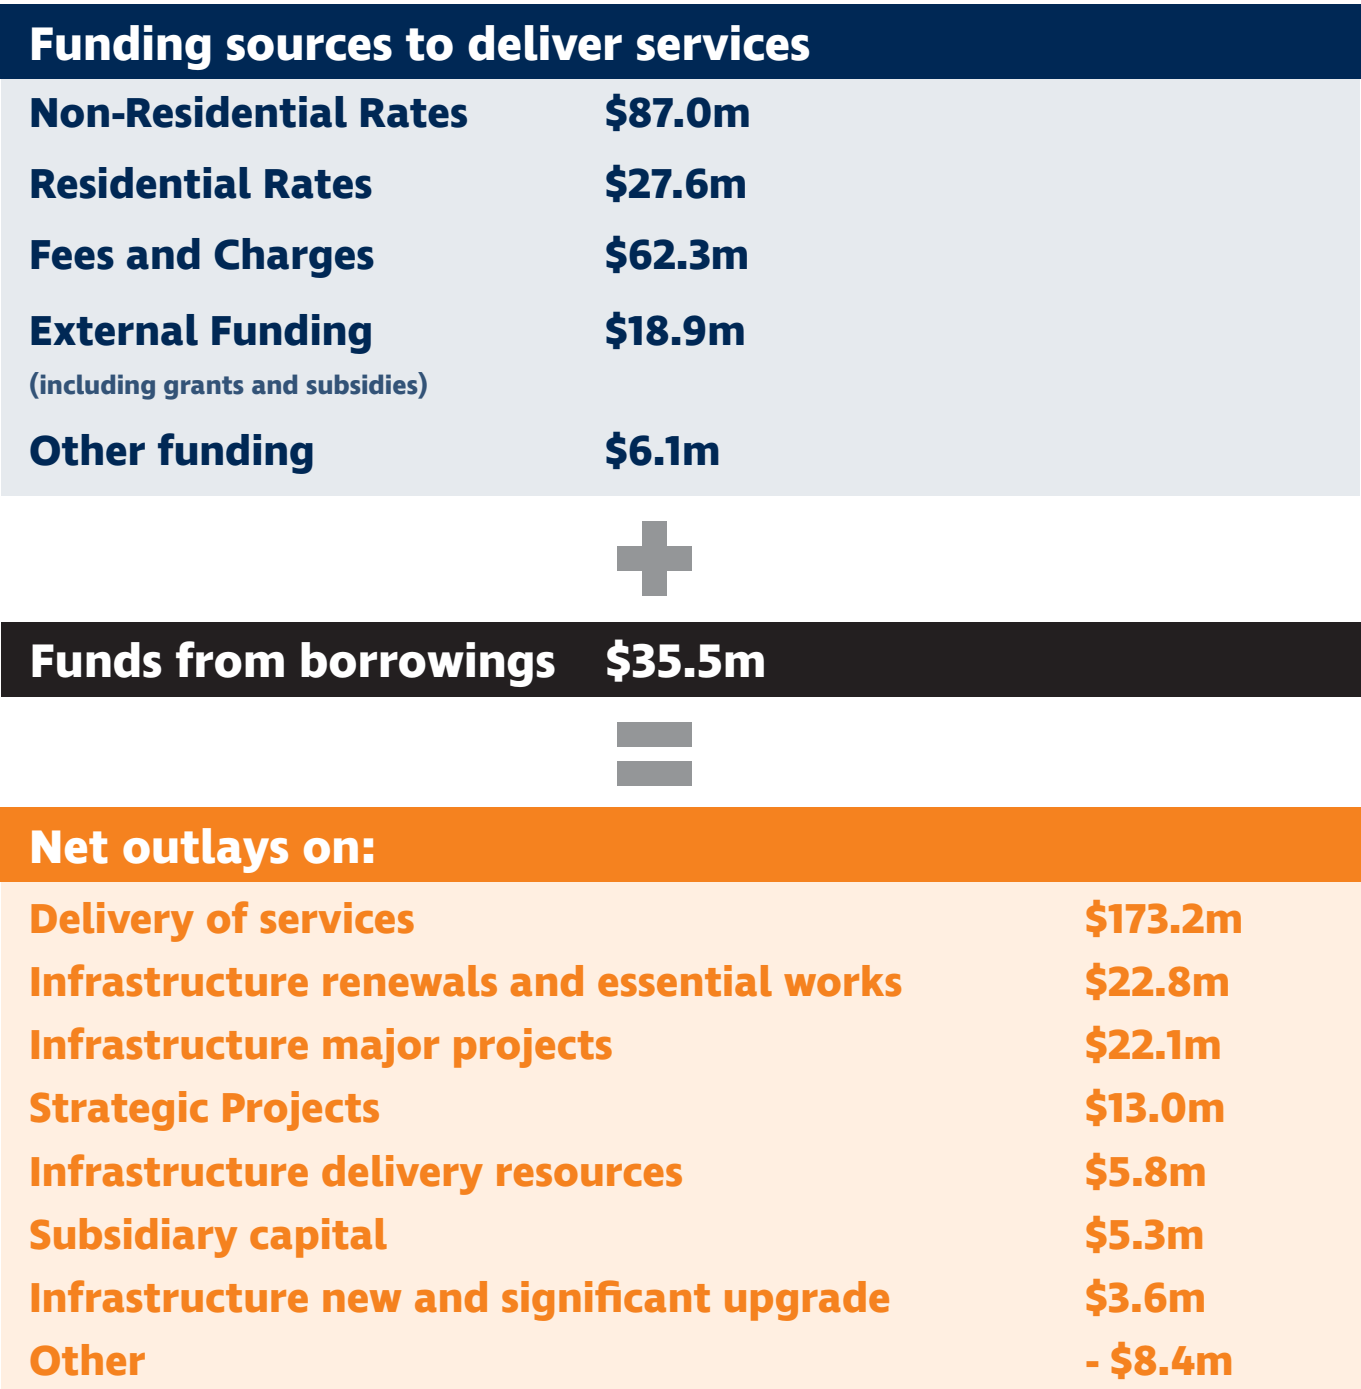 Funding sources to deliver services
Non-Residential Rates $87.0m
Residential Rates $27.6m
Fees and Charges $62.3m
External Funding $18.9m
(including grants and subsidies)
Other funding $6.1m
Funds from borrowings $35.5m
Net outlays on:
Delivery of services $173.2m
Infrastructure renewals and essential works $22.8m
Infrastructure major projects $22.1m
Strategic Projects $13.0m
Infrastructure delivery resources $5.8m
Subsidiary capital $5.3m
Infrastructure new and significant upgrade $3.6m
Other - $8.4m